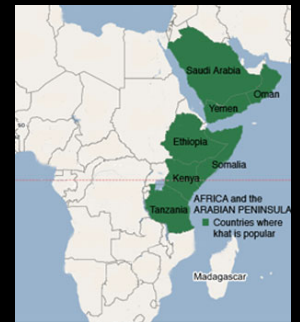 Saudi Arabia
Oman
Yemen
Ethiopia
Somalia
Kenya
AFRICA and the
Tanzania ARABIAN PENINSULA
Countries where
khat is popular
Madagascar